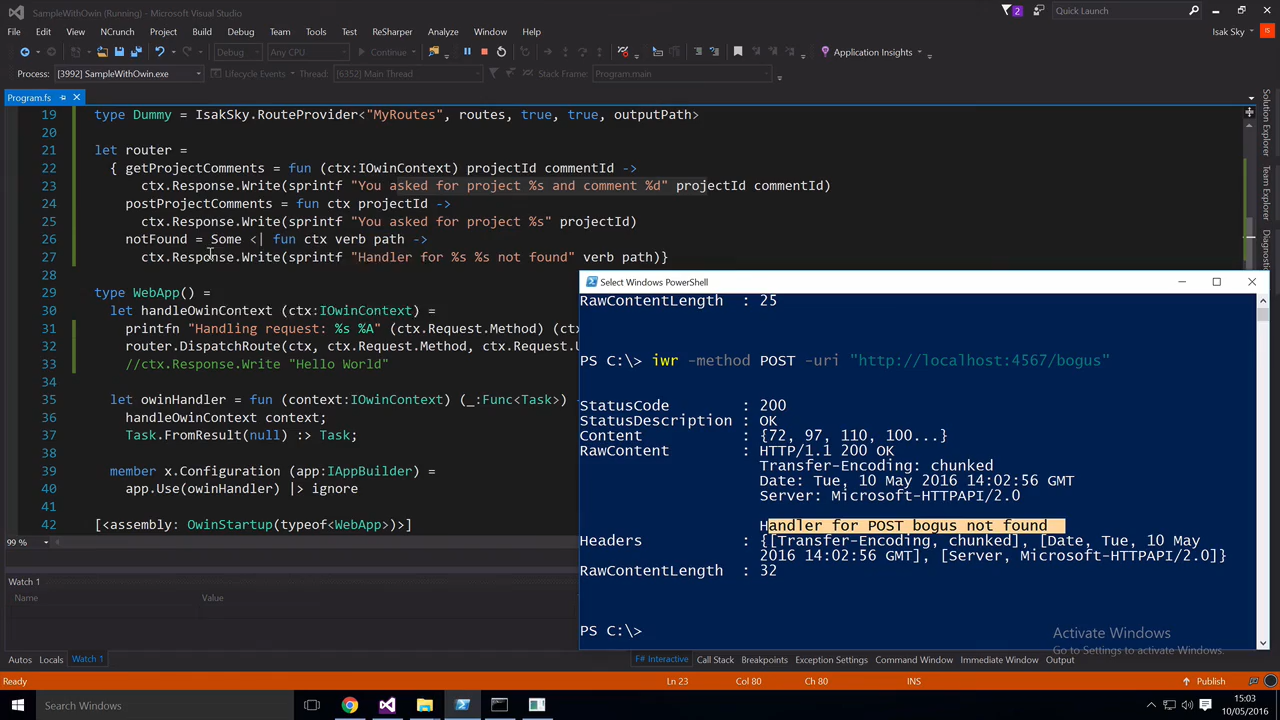 SampleWithOwin (Running) - Microsoft Visual Studio
2
Quick Launch
File Edit View NCrunch Project Build Debug Team Tools Test ReSharper Analyze Window Help
Isak Sky
IS
Debug Any CPU Continue Application Insights
Process: [3992] SampleWithOwin.exe Lifecycle Events Thread: [6352] Main Thread Stack Frame: Program.main
Program.fs
19 type Dummy = IsakSky.RouteProvider<"MyRoutes", routes, true, true, outputPath>
20
21 let router =
22 { getProjectComments = fun (ctx:IOwinContext) projectId commentId ->
23 ctx.Response.Write(sprintf "You asked for project %s and comment %d" projectId commentId)
24 postProjectComments = fun ctx projectId ->
25 ctx.Response.Write(sprintf "You asked for project %s" projectId)
26 notFound = Some <| fun ctx verb path ->
27 ctx.Response.Write(sprintf "Handler for %s %s not found" verb path)}
28
29 type WebApp() =
30 let handleOwinContext (ctx:IOwinContext) =
31 printfn "Handling request: %s %A" (ctx.Request.Method) (ctx
32 router.DispatchRoute(ctx, ctx.Request.Method, ctx.Request.U
33 //ctx.Response.Write "Hello World"
34
35 let owinHandler = fun (context:IOwinContext) (_:Func<Task>)
36 handleOwinContext context;
37 Task.FromResult(null) :> Task;
38
39 member x.Configuration (app:IAppBuilder) =
40 app.Use(owinHandler) |> ignore
41
42 [<assembly: OwinStartup(typeof<WebApp>)>]
99 %
Solution Explorer
Team Explorer
Properties
Diagnostic
Select Windows PowerShell
RawContentLength : 25
PS C:\> iwr -method POST -uri "http://localhost:4567/bogus"
StatusCode : 200
StatusDescription : OK
Content : {72, 97, 110, 100...}
RawContent : HTTP/1.1 200 OK
Transfer-Encoding: chunked
Date: Tue, 10 May 2016 14:02:56 GMT
Server: Microsoft-HTTPAPI/2.0
Handler for POST bogus not found
Headers : {[Transfer-Encoding, chunked], [Date, Tue, 10 May
2016 14:02:56 GMT], [Server, Microsoft-HTTPAPI/2.0]}
RawContentLength : 32
PS C:\>
Activate Windows
Go to Settings to activate Windows.
Watch 1
Name Value
Autos Locals Watch 1
F# Interactive Call Stack Breakpoints Exception Settings Command Window Immediate Window Output
Ready Ln 23 Col 80 Ch 80 INS Publish
Search Windows
15:03
10/05/2016